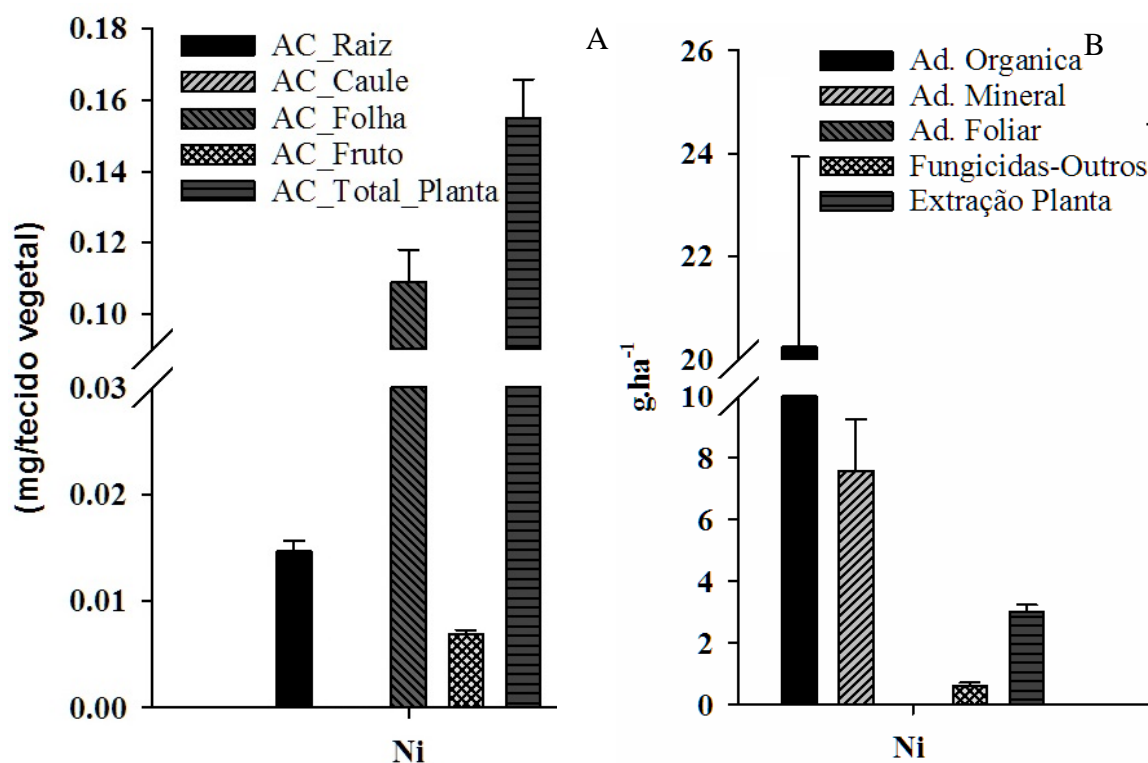 A
(mg/tecido vegetal)
AC_Raiz
AC_Caule
AC_Folha
AC_Fruto
AC_Total_Planta
0.18
0.16
0.14
0.12
0.10
0.03
0.02
0.01
0.00
Ni
B
g.ha-1
Ad. Organica
Ad. Mineral
Ad. Foliar
Fungicidas-Outros
Extração Planta
26
24
22
20
10
8
6
4
2
0
Ni